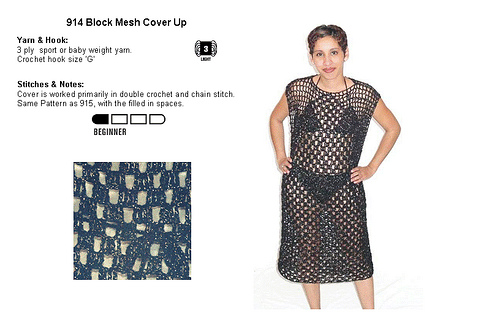 914 Block Mesh Cover Up
Yarn & Hook:
3 ply sport or baby weight yarn.
Crochet hook size "G"
3
LIGHT
Stitches & Notes:
Cover is worked primarily in double crochet and chain stitch.
Same Pattern as 915, with the filled in spaces.
BEGINNER